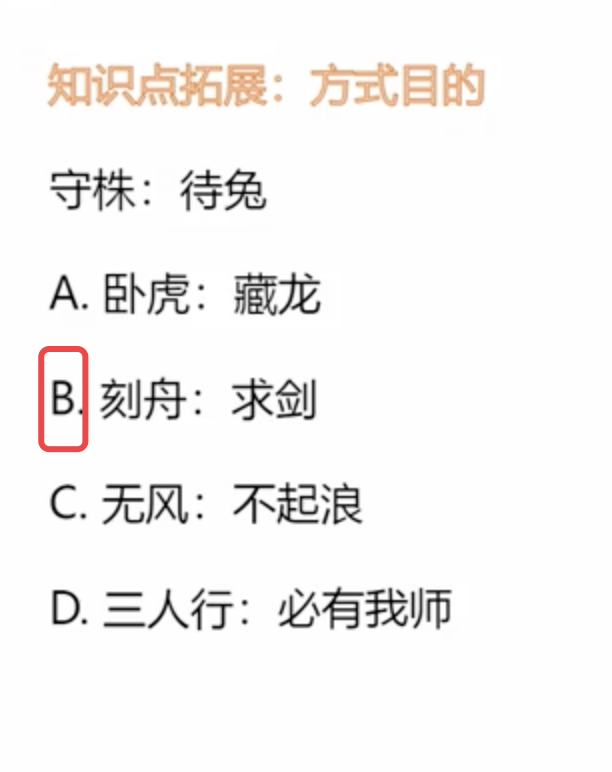 知识点拓展：方式目的
守株：待兔
A. 卧虎：藏龙
B. 刻舟：求剑
C. 无风：不起浪
D. 三人行：必有我师